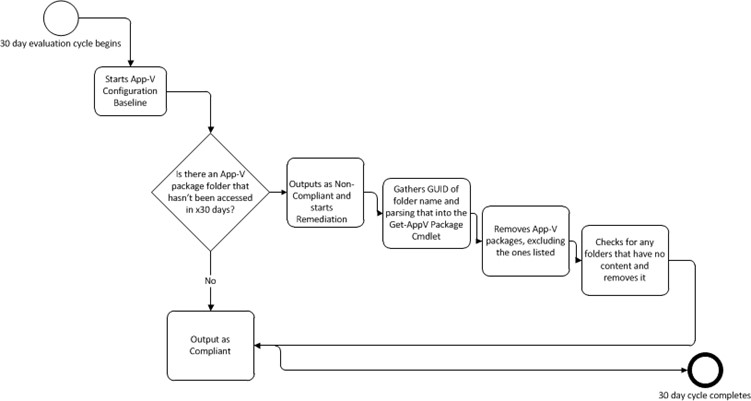 30 day evaluation cycle begins
Starts App-V
Configuration
Baseline
Is there an App-V
package folder that
hasn't been accessed
in x30 days?
Outputs as Non-
Compliant and
starts
Remediation
Gathers GUID of
folder name and
parsing that into the
Get-AppV Package
Cmdlet
Removes App-V
packages, excluding
the ones listed
Checks for any
folders that have no
content and
removes it
No
Output as
Compliant
30 day cycle completes